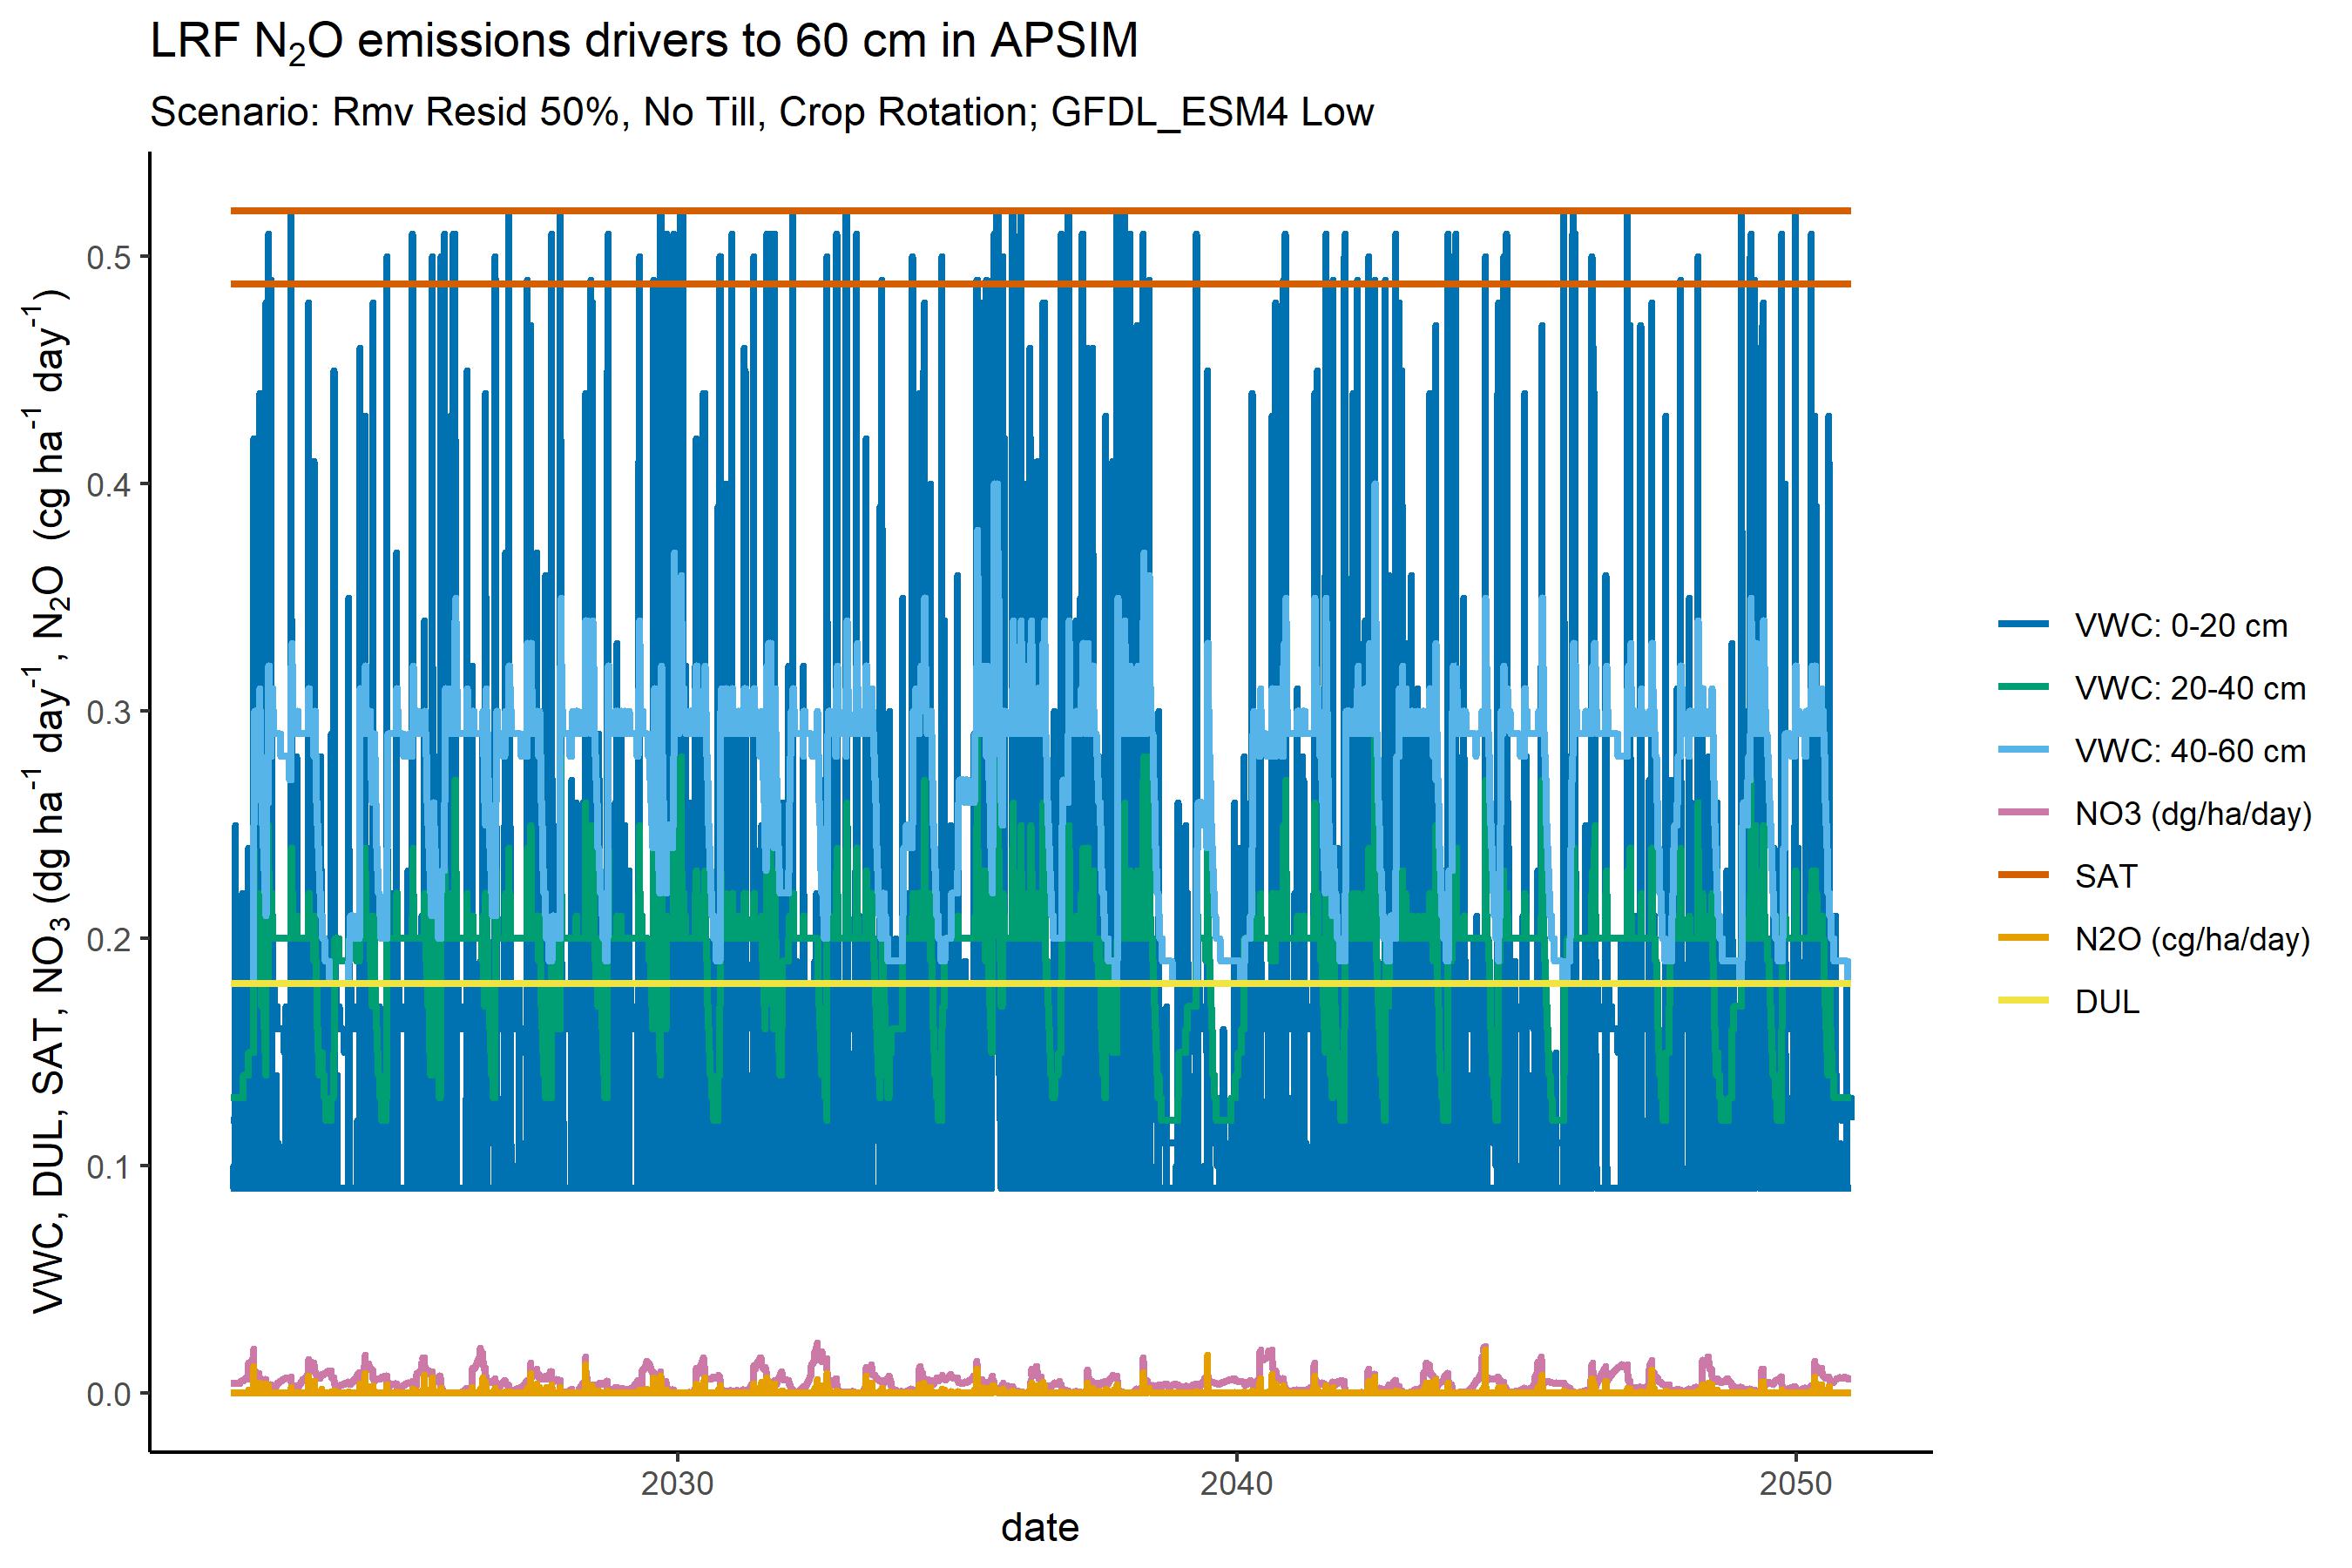 LRF N₂O emissions drivers to 60 cm in APSIM
Scenario: Rmv Resid 50%, No Till, Crop Rotation; GFDL_ESM4 Low
VWC, DUL, SAT, NO₃ (dg ha⁻¹ day⁻¹, N₂O (cg ha⁻¹ day⁻¹)
0.5
0.4
0.3
0.2
0.1
0.0
2030
2040
2050
date
VWC: 0-20 cm
VWC: 20-40 cm
VWC: 40-60 cm
NO3 (dg/ha/day)
SAT
N2O (cg/ha/day)
DUL